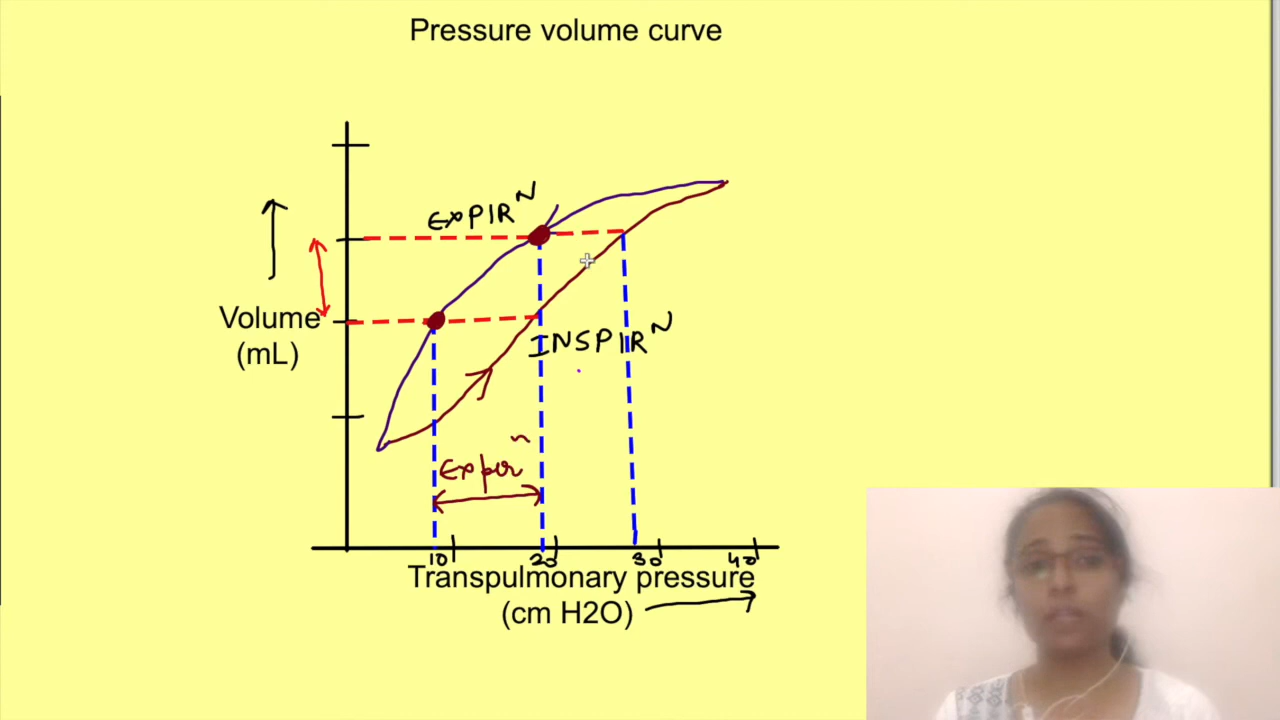 Pressure volume curve
EXPIRᴺ
Volume
(mL)
INSPIRᴺ
Expirⁿ
10 20 30 40
Transpulmonary pressure
(cm H2O)